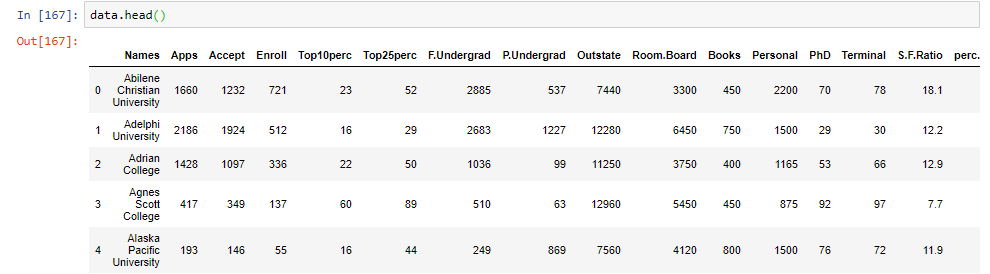 In [167]: data.head()
Out[167]:
Names Apps Accept Enroll Top10perc Top25perc F.Undergrad P.Undergrad Outstate Room.Board Books Personal PhD Terminal S.F.Ratio perc.
0 Abilene Christian University 1660 1232 721 23 52 2885 537 7440 3300 450 2200 70 78 18.1
1 Adelphi University 2186 1924 512 16 29 2683 1227 12280 6450 750 1500 29 30 12.2
2 Adrian College 1428 1097 336 22 50 1036 99 11250 3750 400 1165 53 66 12.9
3 Agnes Scott College 417 349 137 60 89 510 63 12960 5450 450 875 92 97 7.7
4 Alaska Pacific University 193 146 55 16 44 249 869 7560 4120 800 1500 76 72 11.9